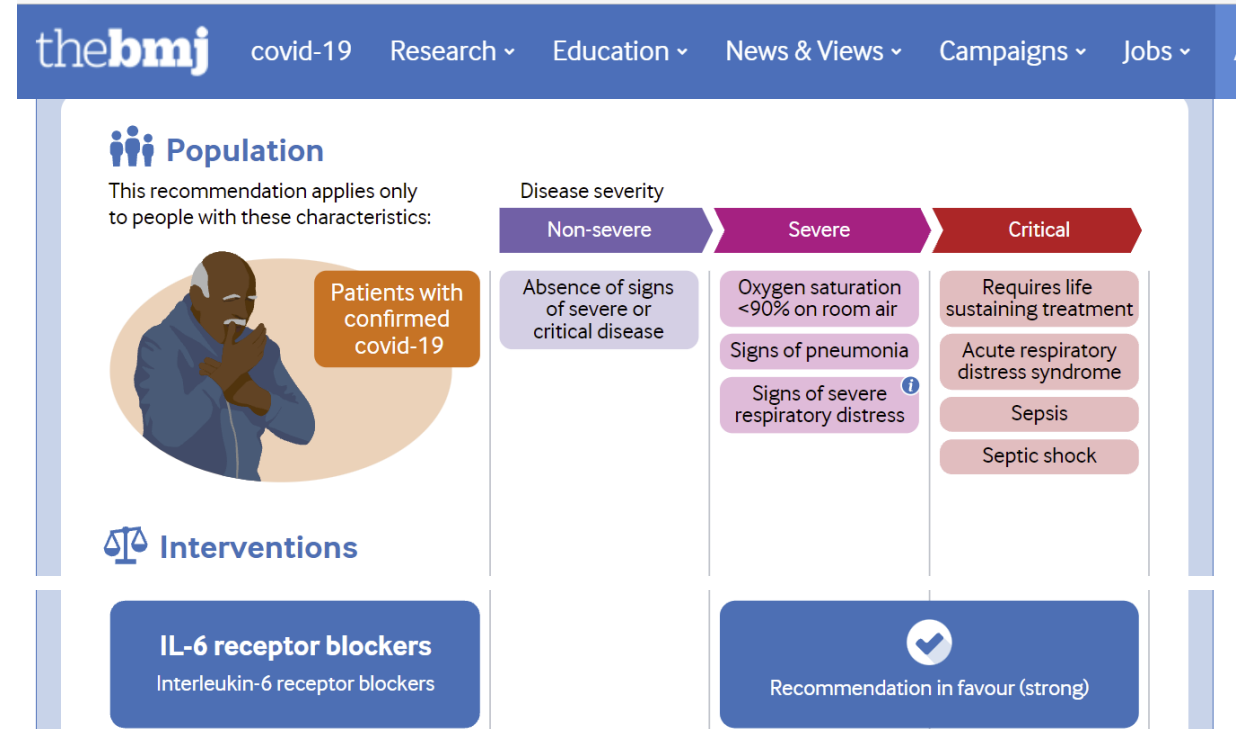 thebmj covid-19 Research Education News & Views Campaigns Jobs
Population
This recommendation applies only
to people with these characteristics:
Patients with
confirmed
covid-19
Disease severity
Non-severe Severe Critical
Absence of signs
of severe or
critical disease
Oxygen saturation
<90% on room air
Signs of pneumonia
Signs of severe
respiratory distress
i
Requires life
sustaining treatment
Acute respiratory
distress syndrome
Sepsis
Septic shock
Interventions
IL-6 receptor blockers
Interleukin-6 receptor blockers
Recommendation in favour (strong)